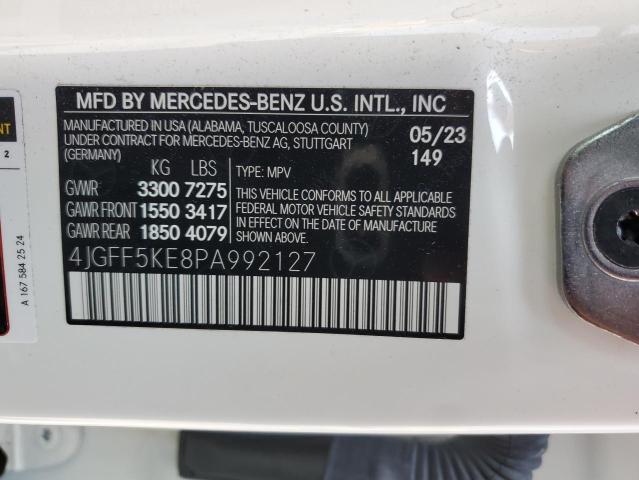 MFD BY MERCEDES-BENZ U.S. INTL., INC
MANUFACTURED IN USA (ALABAMA, TUSCALOOSA COUNTY)
UNDER CONTRACT FOR MERCEDES-BENZ AG, STUTTGART
(GERMANY)
05/23
149
KG LBS
GVWR 3300 7275
GAWR FRONT 1550 3417
GAWR REAR 1850 4079
TYPE: MPV
THIS VEHICLE CONFORMS TO ALL APPLICABLE
FEDERAL MOTOR VEHICLE SAFETY STANDARDS
IN EFFECT ON THE DATE OF MANUFACTURE
SHOWN ABOVE.
4JGFF5KE8PA992127
A 167 584 25 24
2